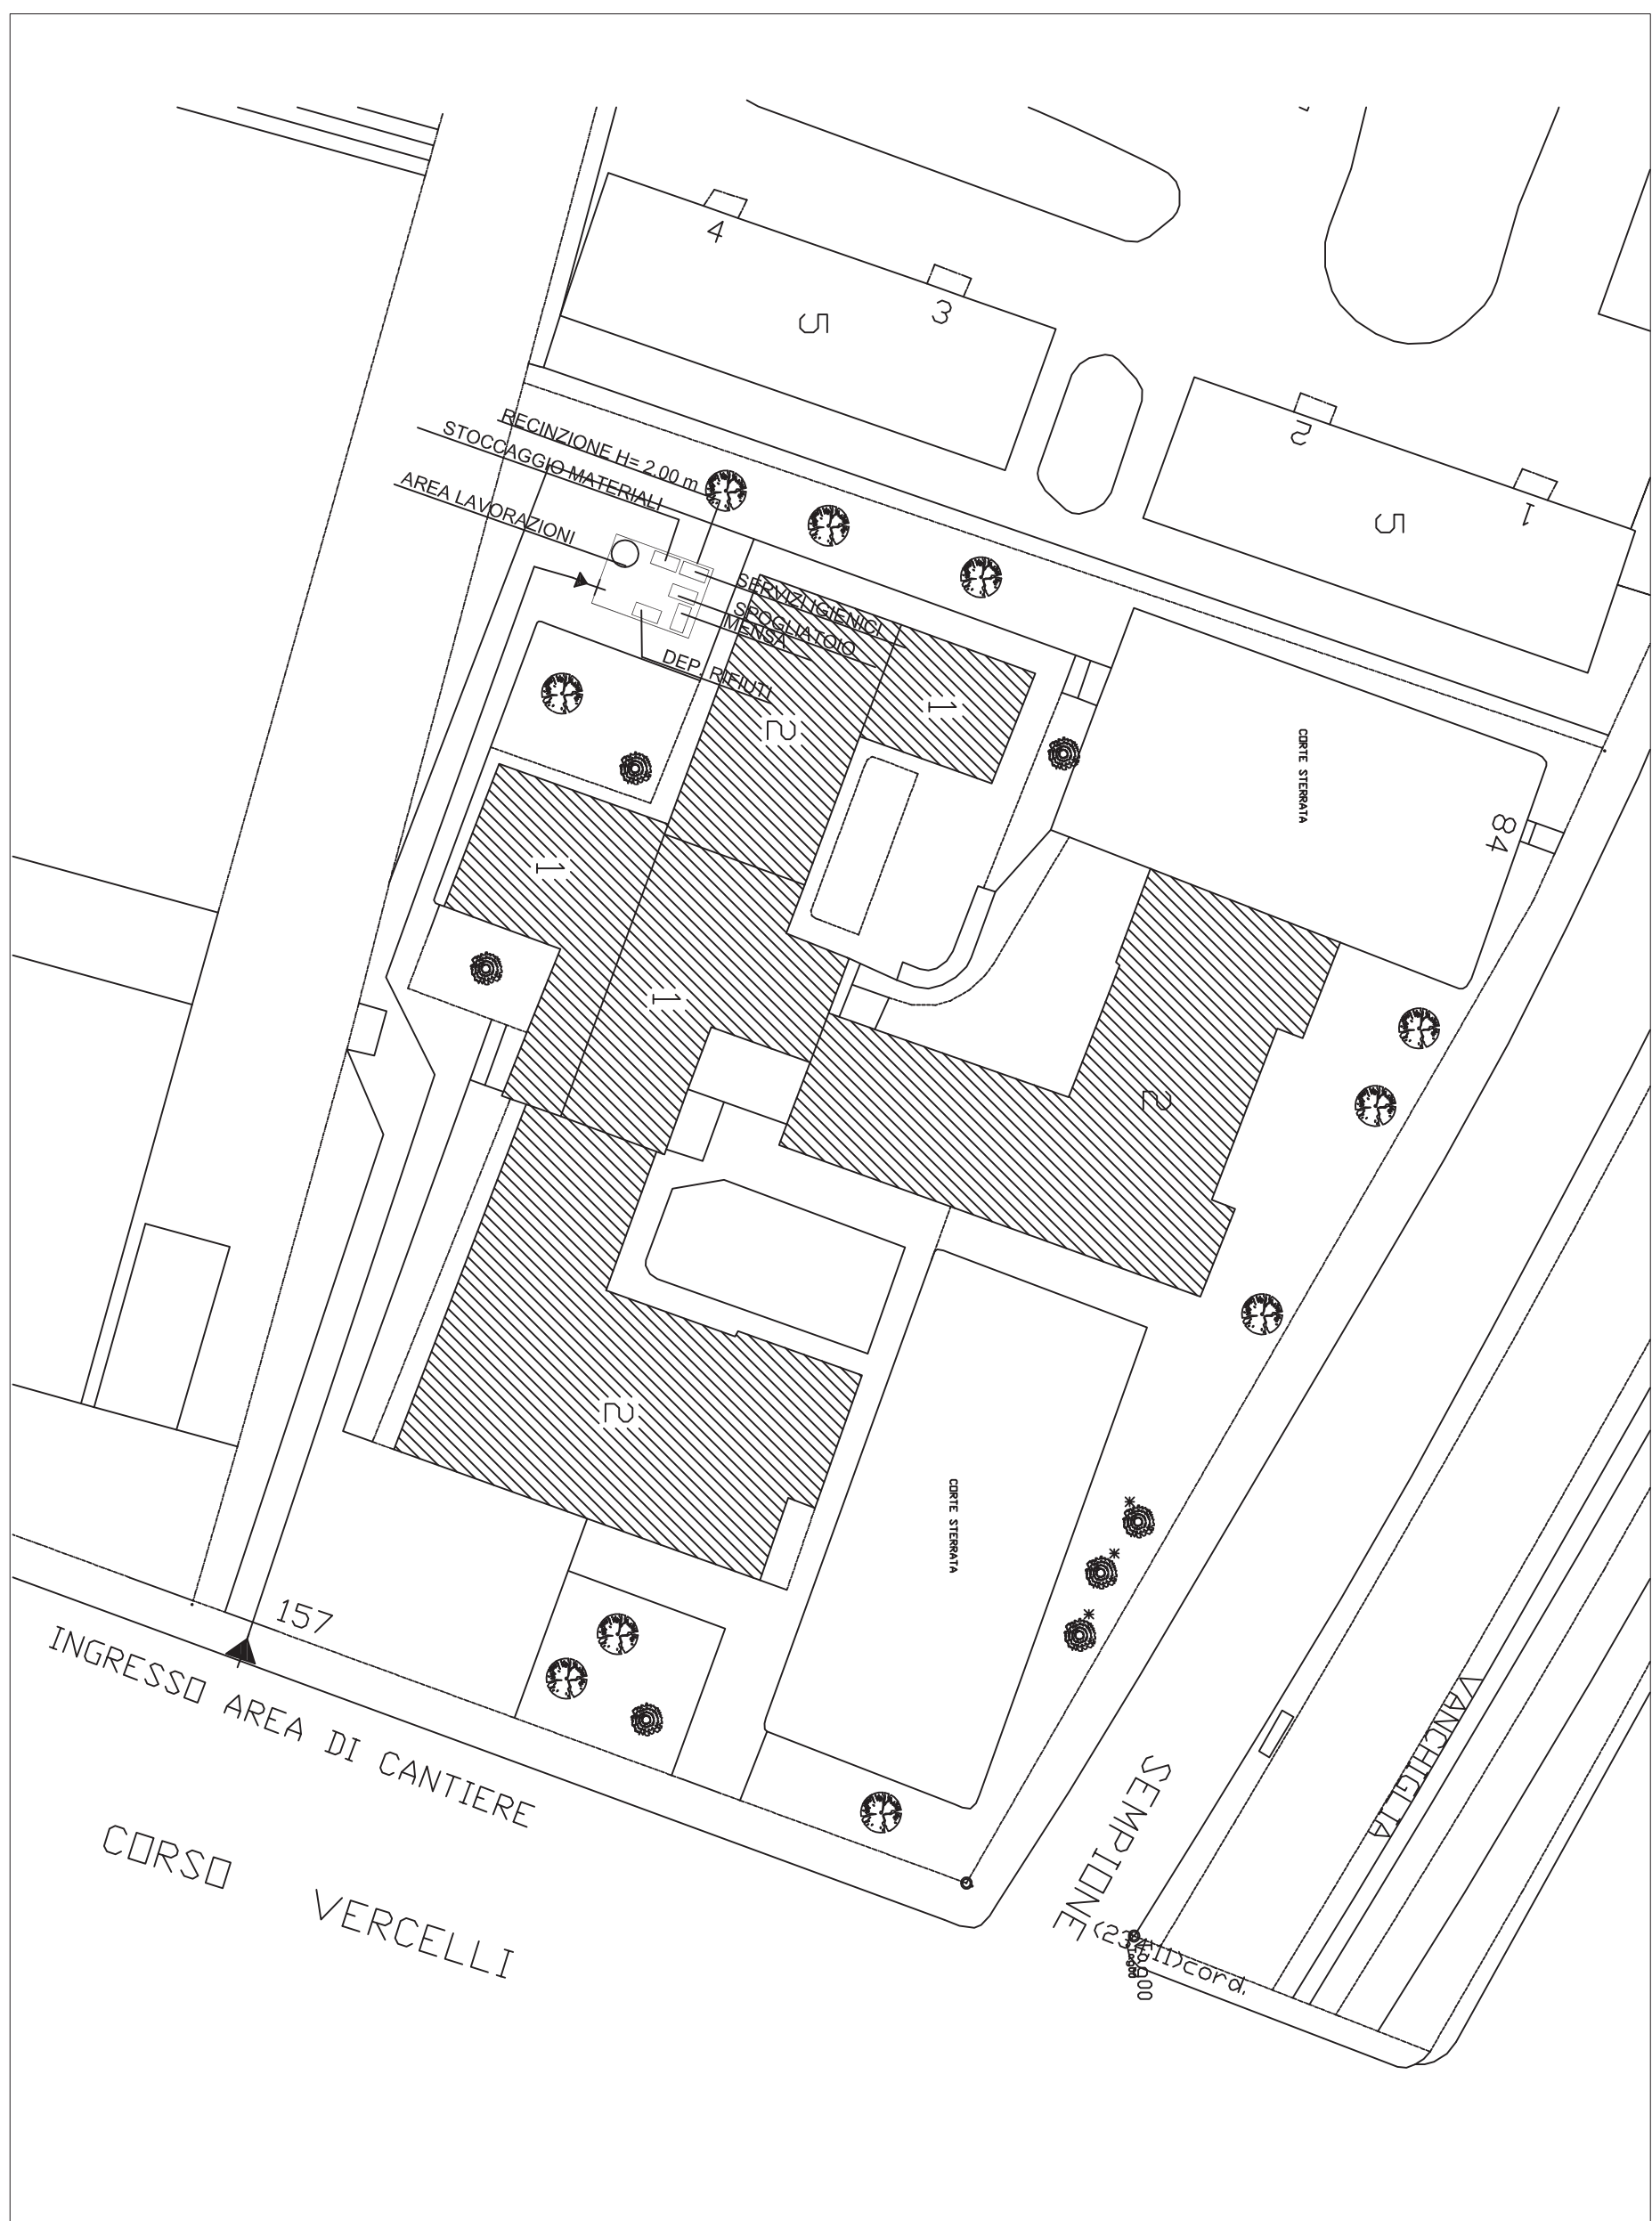 4
3
5
2
1
5
RECINZIONE H= 2.00 m
STOCCAGGIO MATERIALI
AREA LAVORAZIONI
SERVIZI IGIENICI
SPOGLIATOIO
MENSA
DEP. RIFIUTI
2
1
CORTE STERRATA
84
1
1
2
2
CORTE STERRATA
157
INGRESSO AREA DI CANTIERE
CORSO VERCELLI
SEMPIONE
VANCHIGLIA
cord.